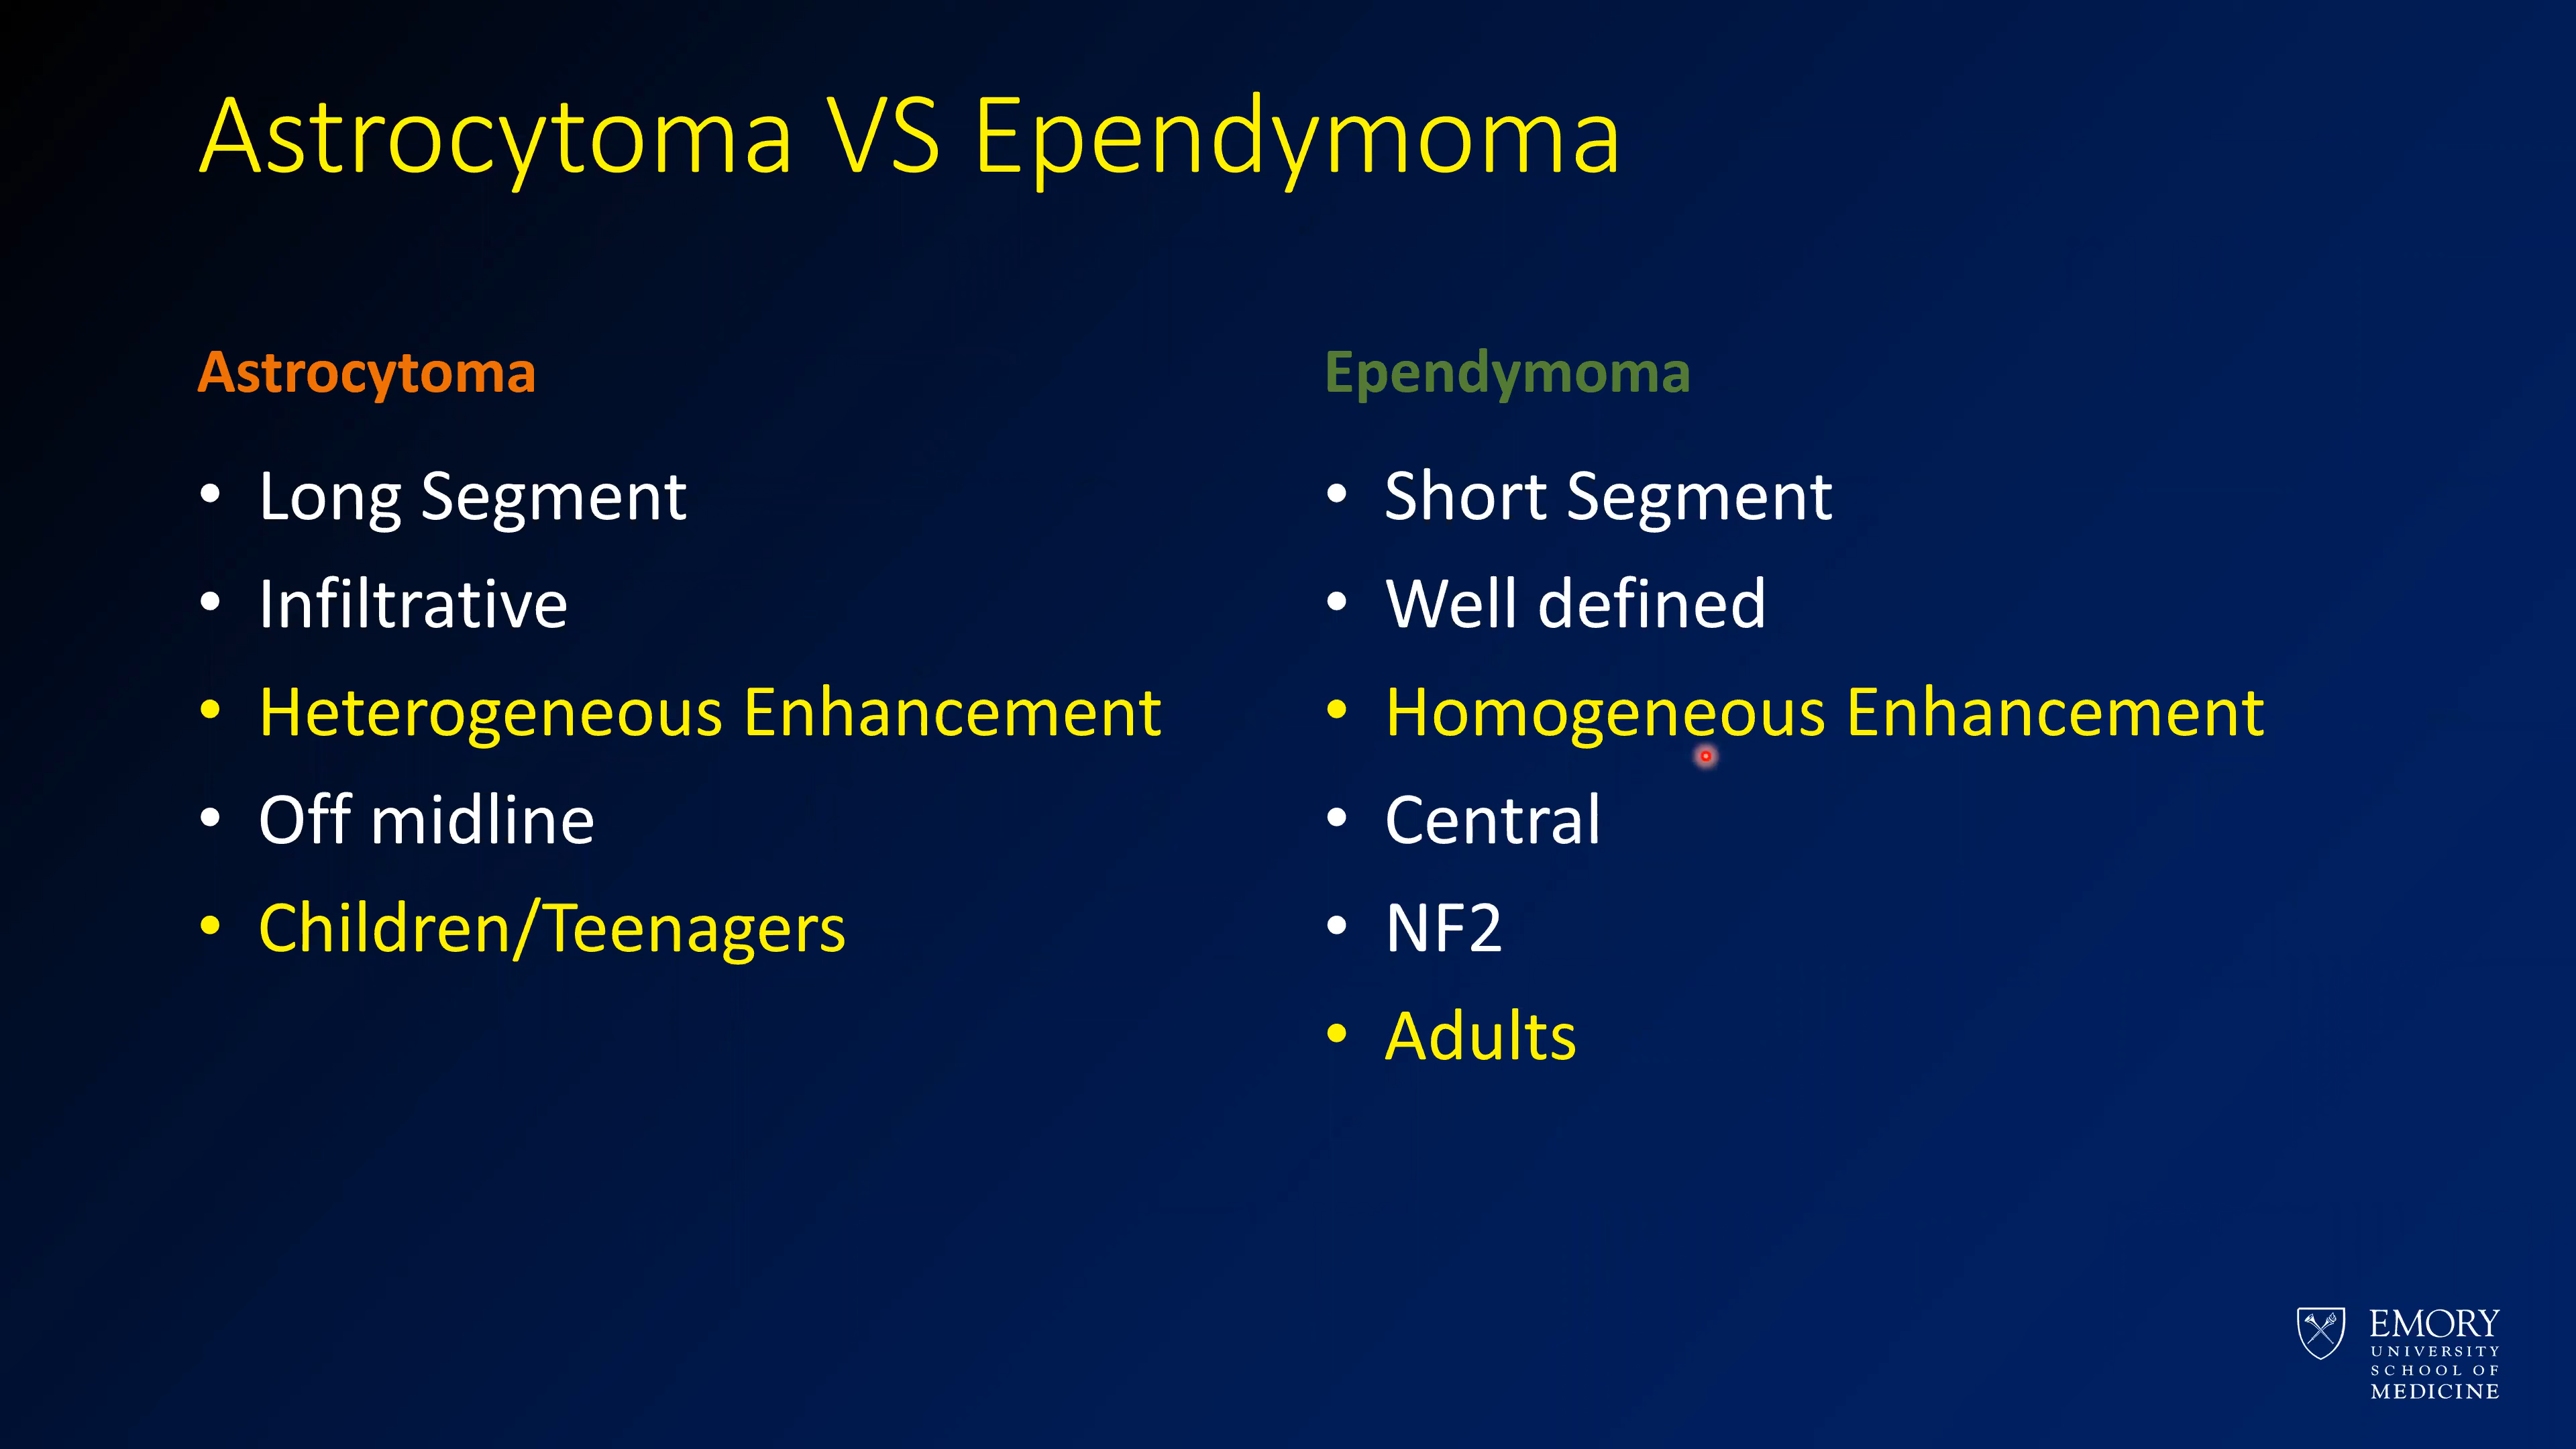 Astrocytoma VS Ependymoma
Astrocytoma
• Long Segment
• Infiltrative
• Heterogeneous Enhancement
• Off midline
• Children/Teenagers
Ependymoma
• Short Segment
• Well defined
• Homogeneous Enhancement
• Central
• NF2
• Adults
EMORY
UNIVERSITY
SCHOOL OF
MEDICINE